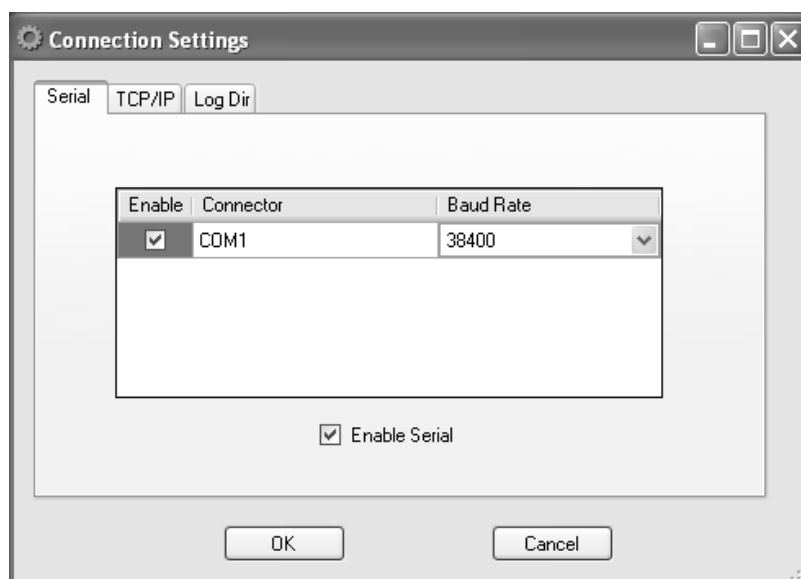 Connection Settings
Serial TCP/IP Log Dir
Enable Connector Baud Rate
COM1 38400
Enable Serial
OK Cancel